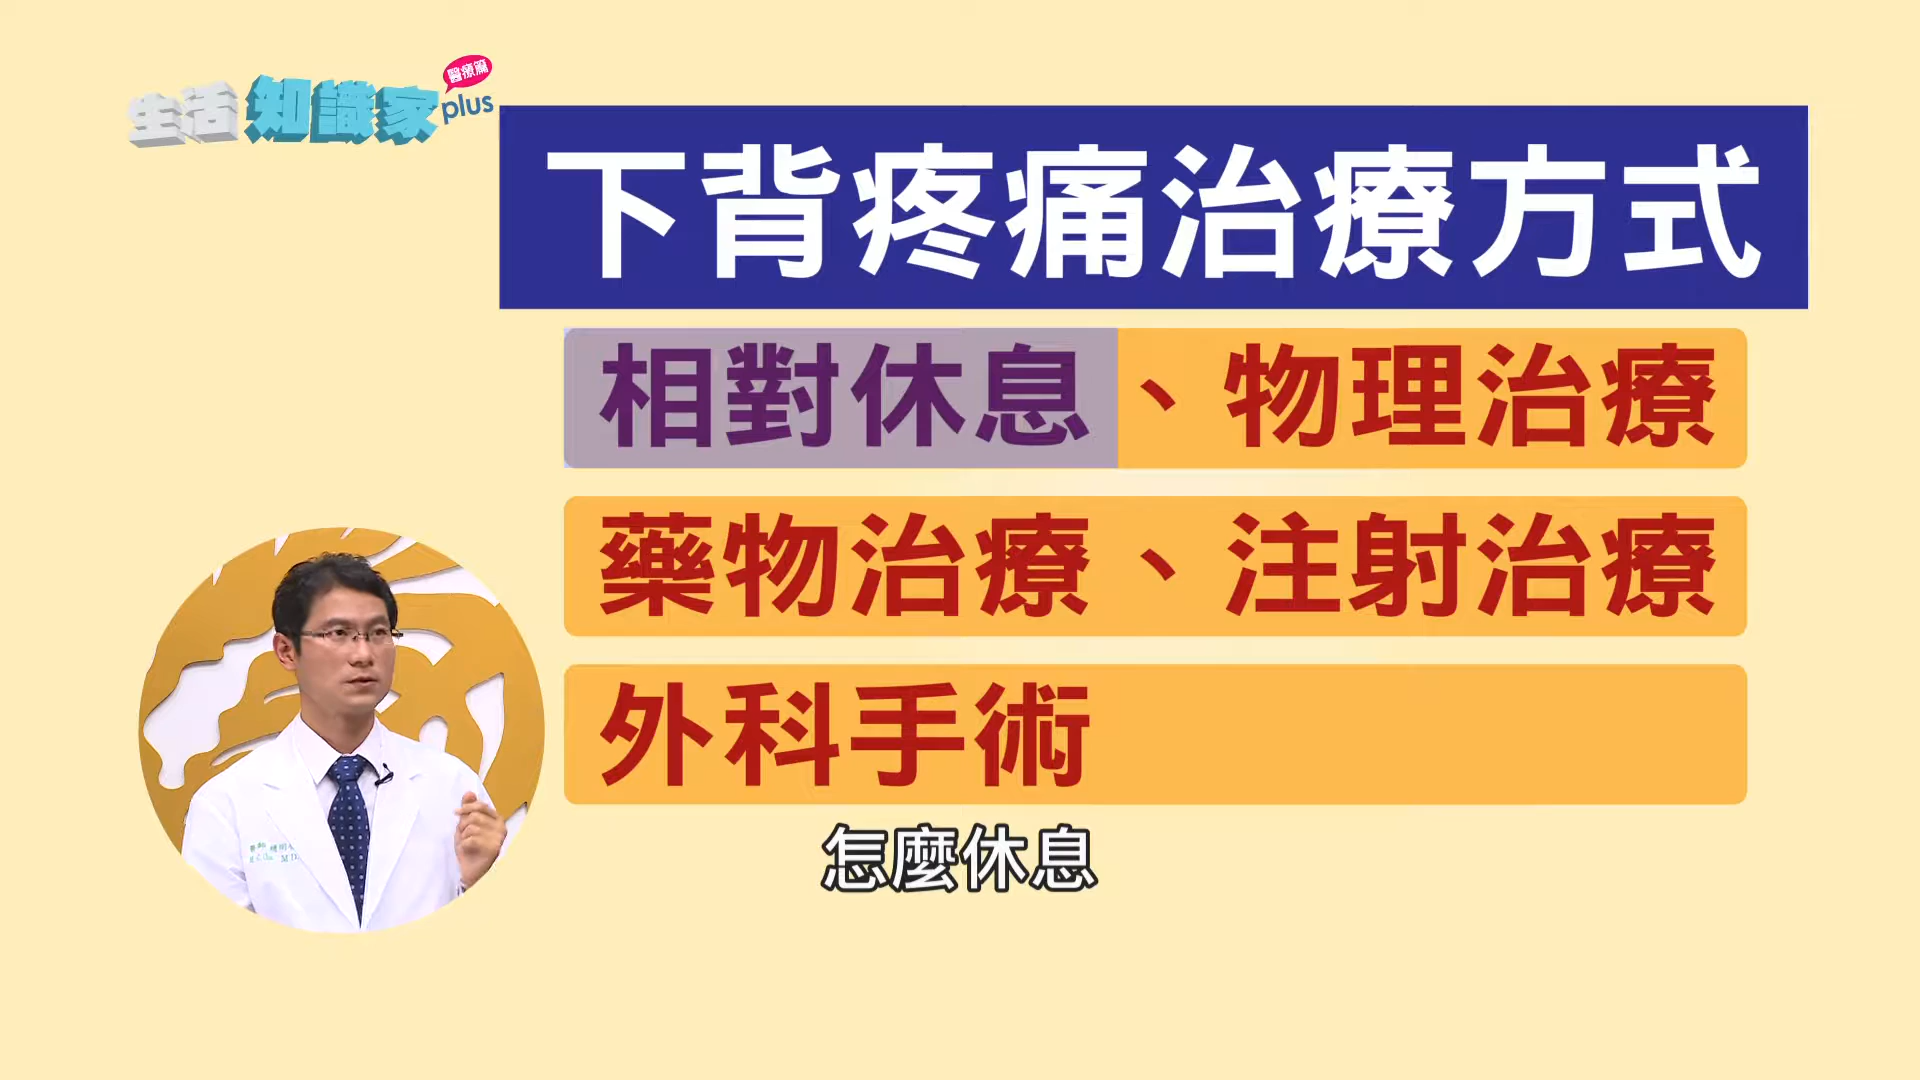 生活知識家plus
醫療篇
下背疼痛治療方式
相對休息、物理治療
藥物治療、注射治療
外科手術
怎麼休息